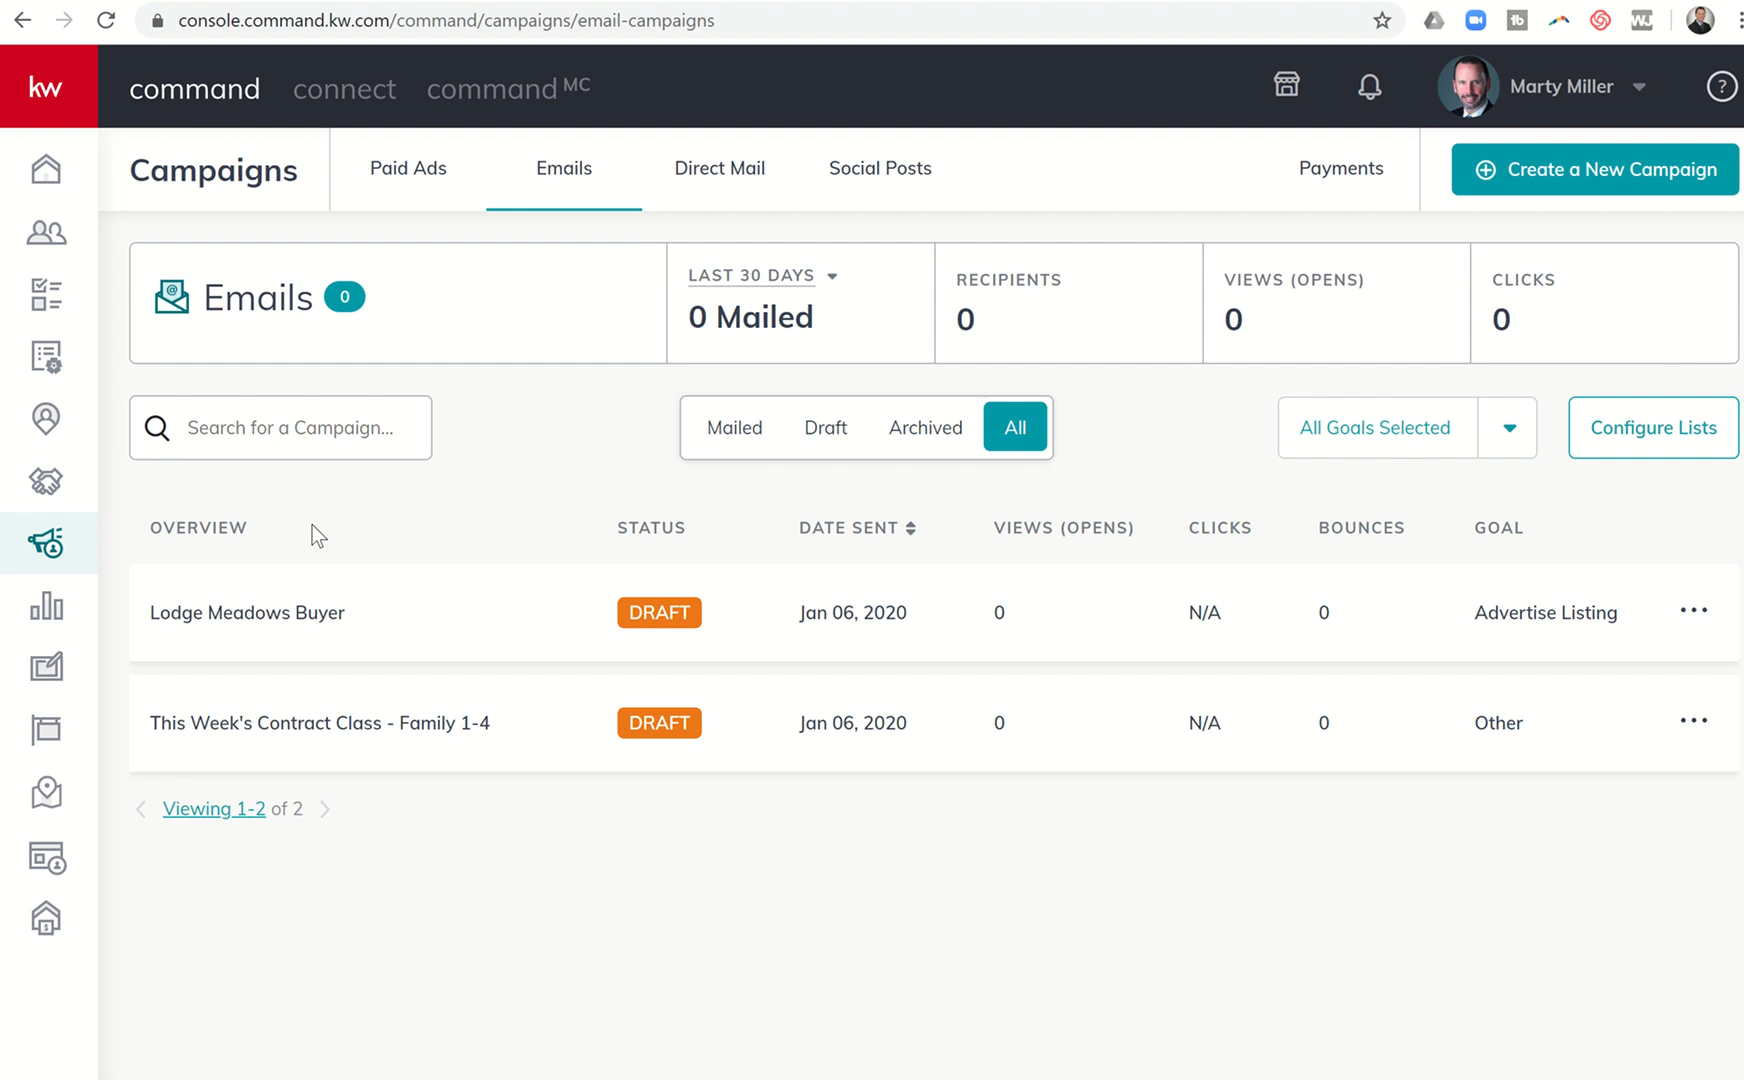 console.command.kw.com/command/campaigns/email-campaigns
tb
WJ
kw
command connect command MC
Marty Miller
?
Campaigns
Paid Ads Emails Direct Mail Social Posts
Payments
Create a New Campaign
Emails 0
LAST 30 DAYS
0 Mailed
RECIPIENTS
0
VIEWS (OPENS)
0
CLICKS
0
Search for a Campaign...
Mailed Draft Archived All
All Goals Selected
Configure Lists
OVERVIEW STATUS DATE SENT VIEWS (OPENS) CLICKS BOUNCES GOAL
Lodge Meadows Buyer DRAFT Jan 06, 2020 0 N/A 0 Advertise Listing ...
This Week's Contract Class - Family 1-4 DRAFT Jan 06, 2020 0 N/A 0 Other ...
Viewing 1-2 of 2